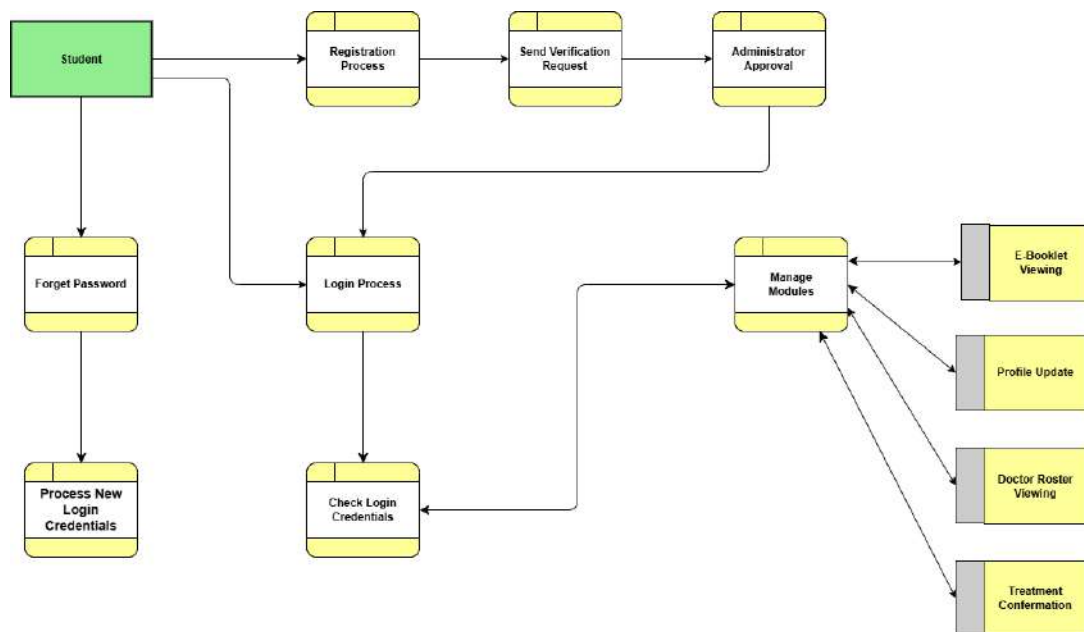 Student
Registration
Process
Send Verification
Request
Administrator
Approval
Forget Password
Login Process
Manage
Modules
E-Booklet
Viewing
Profile Update
Process New
Login
Credentials
Check Login
Credentials
Doctor Roster
Viewing
Treatment
Confermation